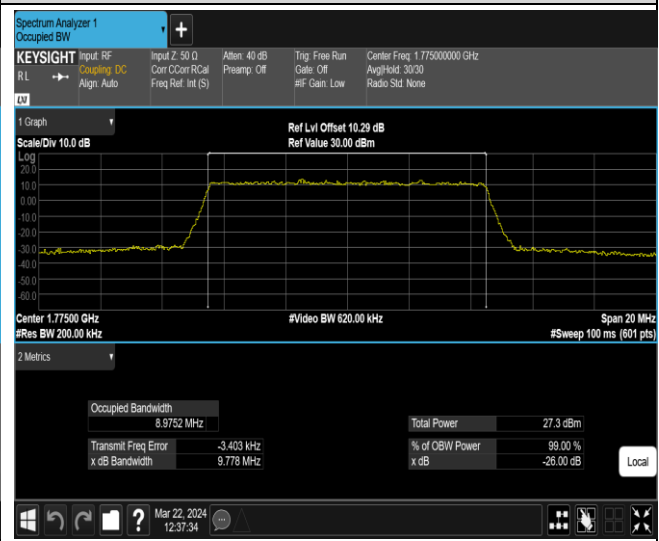 Spectrum Analyzer 1
Occupied BW
+
KEYSIGHT
RL
LXI
Input: RF
Coupling: DC
Align: Auto
Input Z: 50 Ω
Corr CCorr RCal
Freq Ref: Int (S)
Atten: 40 dB
Preamp: Off
Trig: Free Run
Gate: Off
#IF Gain: Low
Center Freq: 1.775000000 GHz
Avg|Hold: 30/30
Radio Std: None
1 Graph
Scale/Div 10.0 dB
Ref Lvl Offset 10.29 dB
Ref Value 30.00 dBm
Log
20.0
10.0
0.00
-10.0
-20.0
-30.0
-40.0
-50.0
-60.0
Center 1.77500 GHz
#Res BW 200.00 kHz
#Video BW 620.00 kHz
Span 20 MHz
#Sweep 100 ms (601 pts)
2 Metrics
Occupied Bandwidth
8.9752 MHz
Total Power 27.3 dBm
Transmit Freq Error -3.403 kHz
% of OBW Power 99.00 %
x dB Bandwidth 9.778 MHz
x dB -26.00 dB
Local
?
Mar 22, 2024
12:37:34